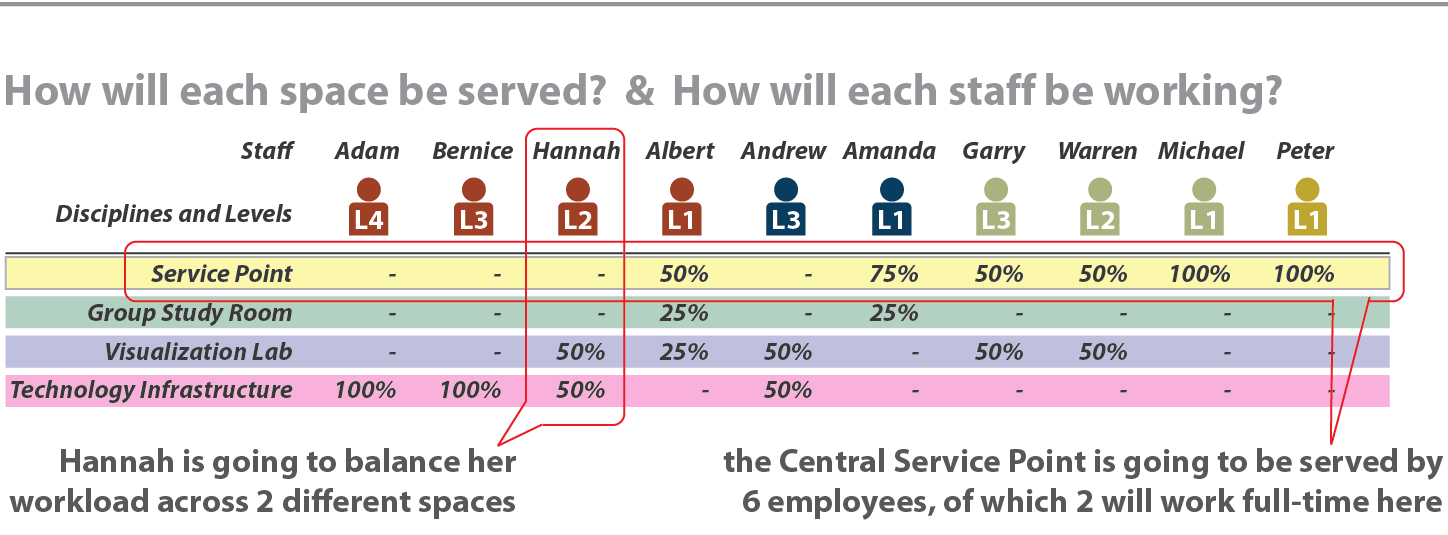 How will each space be served? & How will each staff be working?
Staff Adam Bernice Hannah Albert Andrew Amanda Garry Warren Michael Peter
Disciplines and Levels L4 L3 L2 L1 L3 L1 L3 L2 L1 L1
Service Point - - - 50% - 75% 50% 50% 100% 100%
Group Study Room - - - 25% - 25% - - - -
Visualization Lab - - 50% 25% 50% - 50% 50% - -
Technology Infrastructure 100% 100% 50% - 50% - - - - -
Hannah is going to balance her
workload across 2 different spaces
the Central Service Point is going to be served by
6 employees, of which 2 will work full-time here